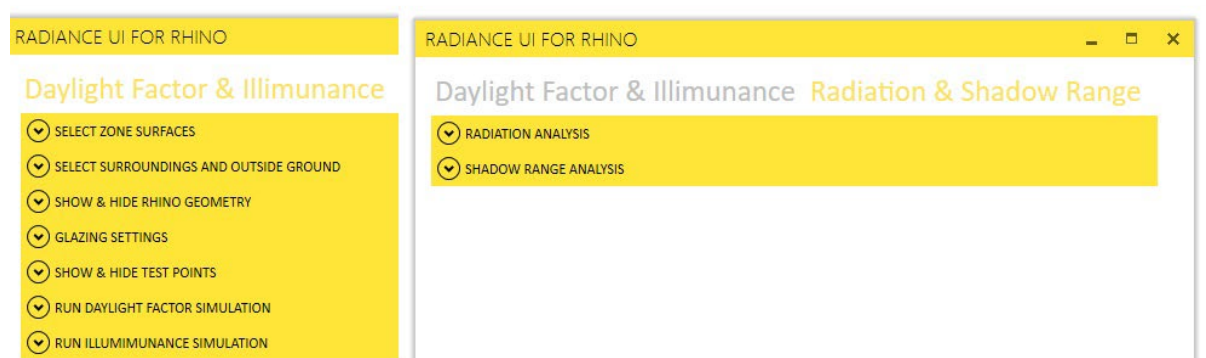 RADIANCE UI FOR RHINO
Daylight Factor & Illimunance
SELECT ZONE SURFACES
SELECT SURROUNDINGS AND OUTSIDE GROUND
SHOW & HIDE RHINO GEOMETRY
GLAZING SETTINGS
SHOW & HIDE TEST POINTS
RUN DAYLIGHT FACTOR SIMULATION
RUN ILLUMIMUNANCE SIMULATION
RADIANCE UI FOR RHINO
Daylight Factor & Illimunance Radiation & Shadow Range
RADIATION ANALYSIS
SHADOW RANGE ANALYSIS